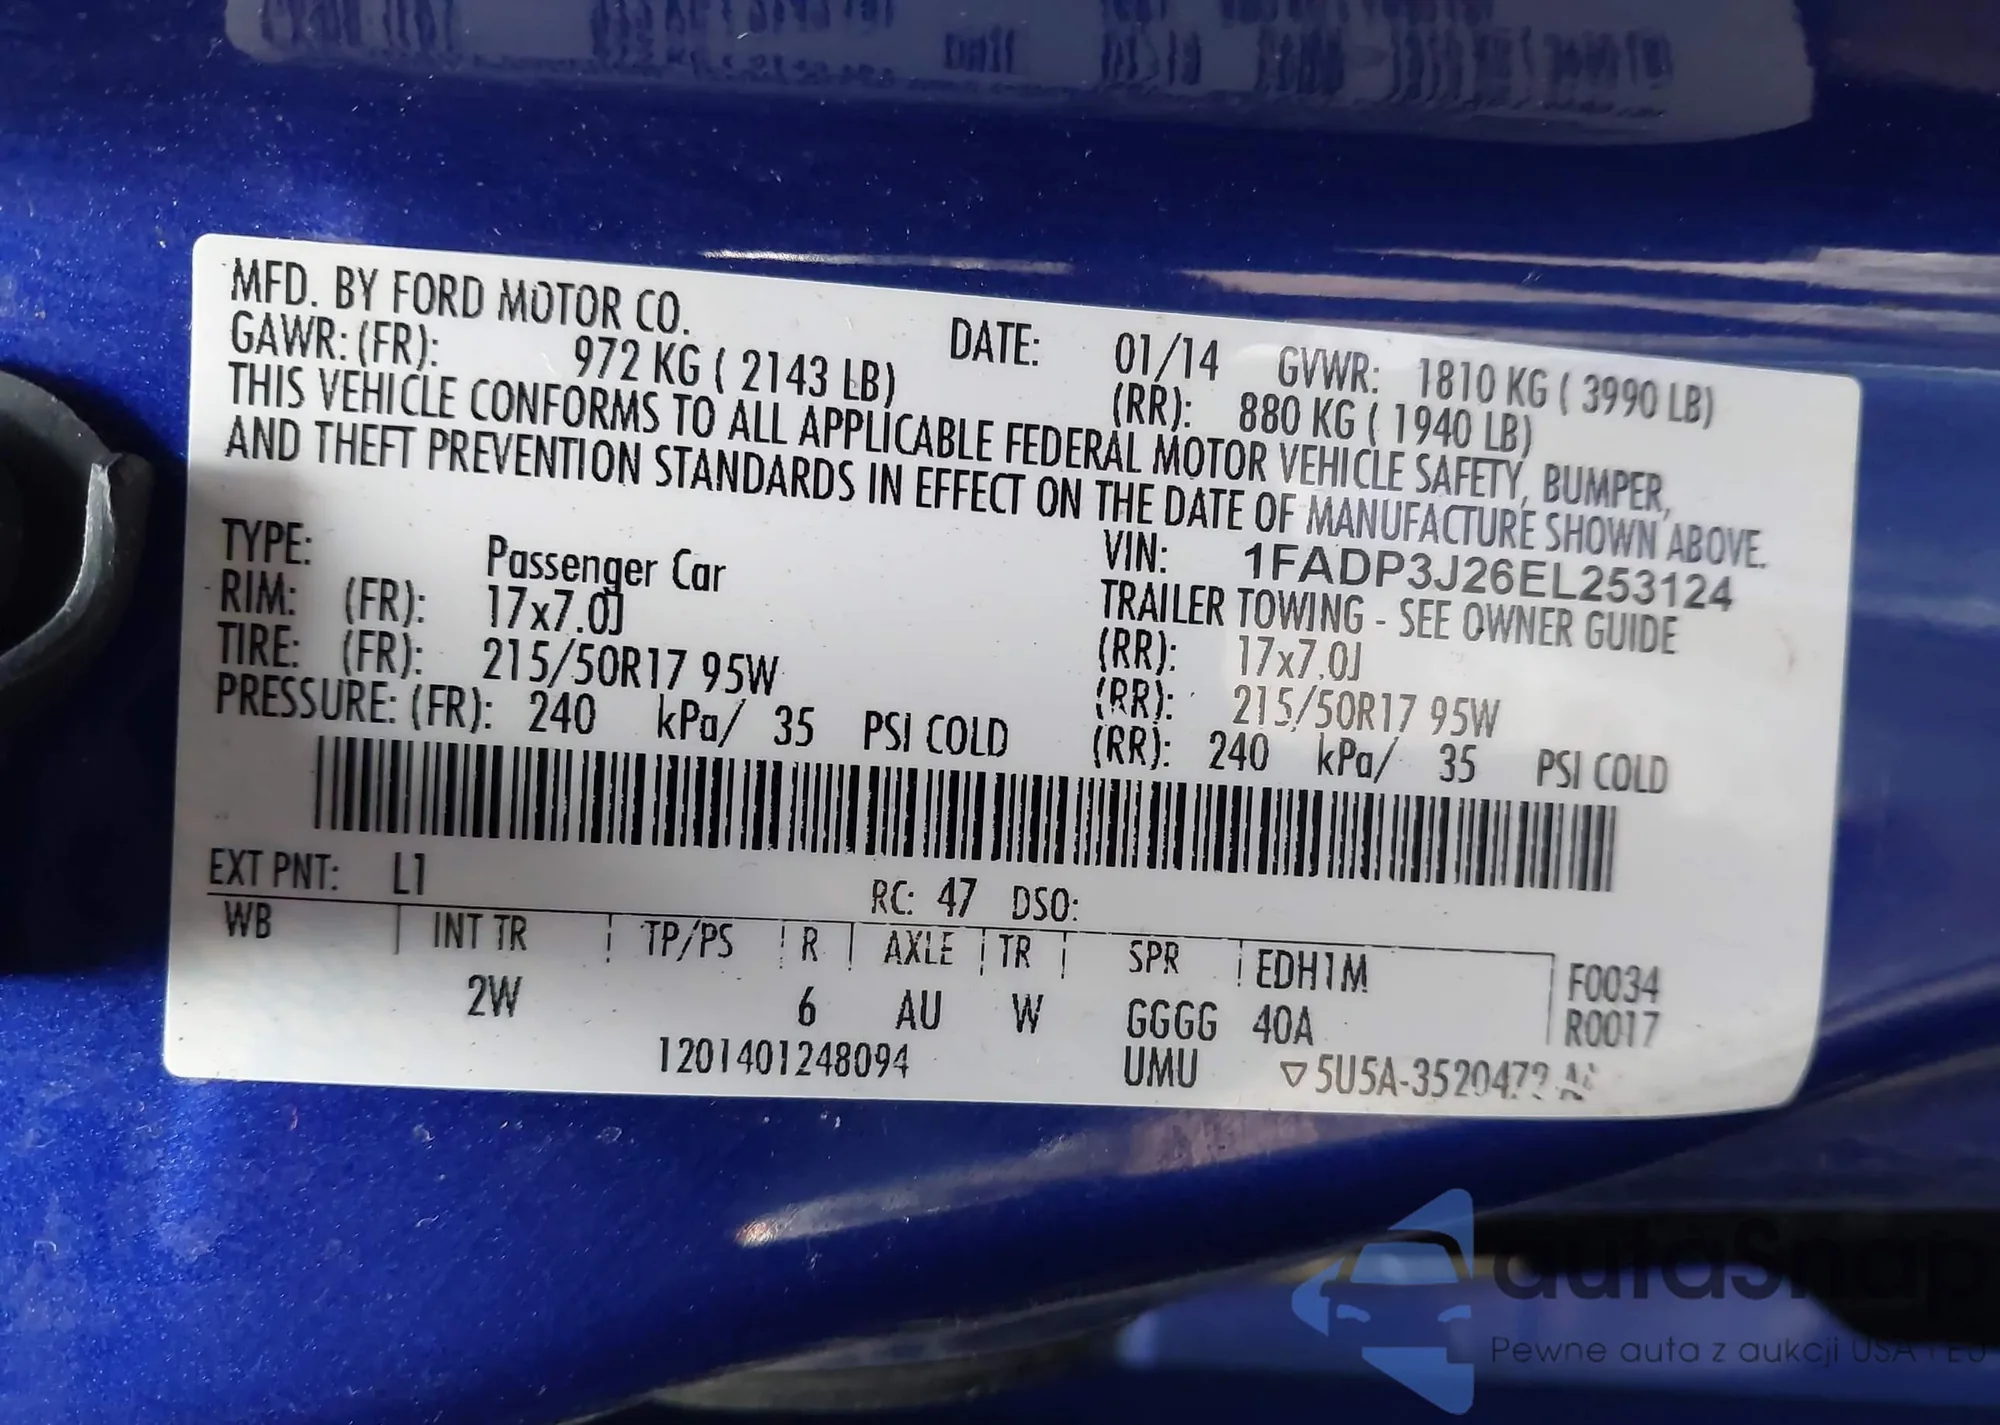 MFD. BY FORD MOTOR CO. DATE: 01/14 GVWR: 1810 KG ( 3990 LB)
GAWR: (FR): 972 KG ( 2143 LB) (RR): 880 KG ( 1940 LB)
THIS VEHICLE CONFORMS TO ALL APPLICABLE FEDERAL MOTOR VEHICLE SAFETY, BUMPER,
AND THEFT PREVENTION STANDARDS IN EFFECT ON THE DATE OF MANUFACTURE SHOWN ABOVE.
VIN: 1FADP3J26EL253124
TYPE: Passenger Car TRAILER TOWING - SEE OWNER GUIDE
RIM: (FR): 17x7.0J (RR): 17x7.0J
TIRE: (FR): 215/50R17 95W (RR): 215/50R17 95W
PRESSURE: (FR): 240 kPa/ 35 PSI COLD (RR): 240 kPa/ 35 PSI COLD
EXT PNT: L1 RC: 47 DSO:
WB INT TR TP/PS R AXLE TR SPR EDH1M F0034
2W 6 AU W GGGG 40A R0017
1201401248094 UMU ▽5U5A-3520472
autaSnap
Pewne auta z aukcji USA i EU